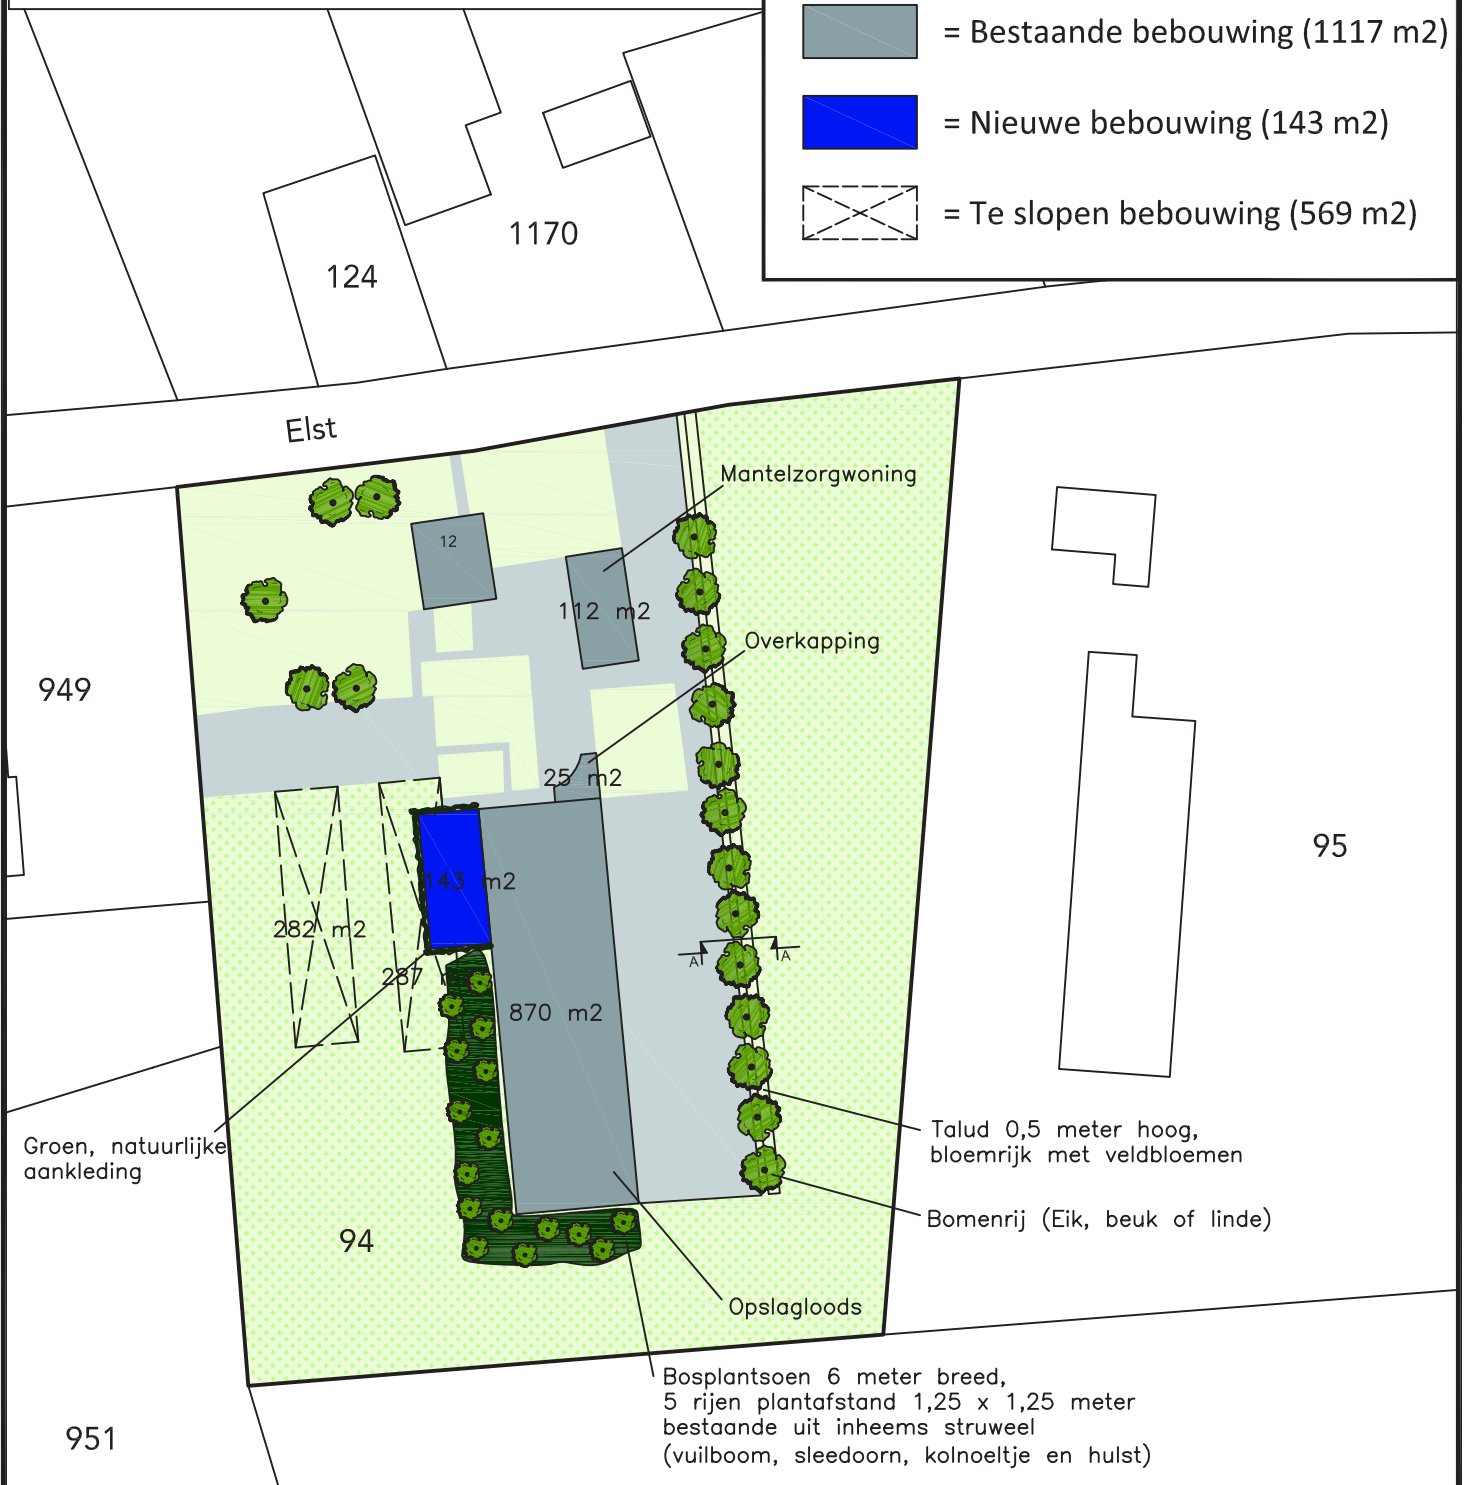 = Bestaande bebouwing (1117 m2)
= Nieuwe bebouwing (143 m2)
= Te slopen bebouwing (569 m2)
1170
124
Elst
Mantelzorgwoning
12
112 m2
Overkapping
949
25 m2
95
143 m2
282 m2
A
A
287
870 m2
Talud 0,5 meter hoog,
bloemrijk met veldbloemen
Groen, natuurlijke
aankleding
Bomenrij (Eik, beuk of linde)
94
Opslagloods
Bosplantsoen 6 meter breed,
5 rijen plantafstand 1,25 x 1,25 meter
bestaande uit inheems struweel
(vuilboom, sleedoorn, kolnoeltje en hulst)
951